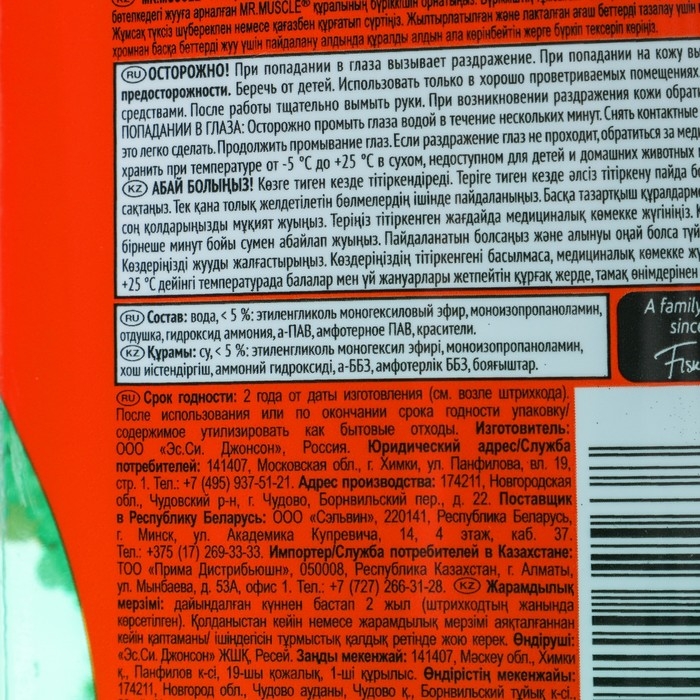 бөтелкедегі жууға арналған MR.MUSCLE® құралының бүріккішін орнатыңыз.
Жұмсақ түксіз шүберекпен немесе қағазбен құрғатып сүртіңіз. Жылтырлатылған және лакталған ағаш беттерді тазалау үшін
хромнан басқа беттерді жуу үшін пайдалану алдында құралды алдын ала көрінбейтін жерге бүркіп тексеріп көріңіз.
RU ОСТОРОЖНО! При попадании в глаза вызывает раздражение. При попадании на кожу
предосторожности. Беречь от детей. Использовать только в хорошо проветриваемых помещениях
средствами. После работы тщательно вымыть руки. При возникновении раздражения кожи
ПОПАДАНИИ В ГЛАЗА: Осторожно промыть глаза водой в течение нескольких минут. Снять контактные
это легко сделать. Продолжить промывание глаз. Если раздражение глаз не проходит, обратиться за
хранить при температуре от -5 °C до +25 °C в сухом, недоступном для детей и домашних животных
KZ АБАЙ БОЛЫҢЫЗ! Көзге тиген кезде тітіркендіреді. Теріге тиген кезде әлсіз тітіркену пайда
сақтаңыз. Тек қана толық желдетілетін бөлмелердің ішінде пайдаланыңыз. Басқа тазартқыш
соң қолдарыңызды мұқият жуыңыз. Теріңіз тітіркенген жағдайда медициналық көмекке жүгініңіз.
бірнеше минут бойы сумен абайлап жуыңыз. Пайдаланатын болсаңыз және алынуы оңай болса
Көздеріңізді жууды жалғастырыңыз. Көздеріңіздің тітіркенгені басылмаса, медициналық көмекке
+25 °C дейінгі температурада балалар мен үй жануарлары жетпейтін құрғақ жерде, тамақ өнімдерінен
RU Состав: вода, < 5 %: этиленгликоль моногексиловый эфир, моноизопропаноламин,
отдушка, гидроксид аммония, а-ПАВ, амфотерное ПАВ, красители.
KZ Құрамы: су, < 5 %: этиленгликоль моногексил эфирі, моноизопропаноламин,
хош иістендіргіш, аммоний гидроксиді, а-ББЗ, амфотерлік ББЗ, бояғыштар.
A family
since
Fisk
RU Срок годности: 2 года от даты изготовления (см. возле штрихкода).
После использования или по окончании срока годности упаковку/
содержимое утилизировать как бытовые отходы. Изготовитель:
ООО «Эс.Си. Джонсон», Россия. Юридический адрес/Служба
потребителей: 141407, Московская обл., г. Химки, ул. Панфилова, вл. 19,
стр. 1. Тел.: +7 (495) 937-51-21. Адрес производства: 174211, Новгородская
обл., Чудовский р-н, г. Чудово, Борнвильский пер., д. 22. Поставщик
в Республику Беларусь: ООО «Сэльвин», 220141, Республика Беларусь,
г. Минск, ул. Академика Купревича, 14, 4 этаж, каб. 37.
Тел.: +375 (17) 269-33-33. Импортер/Служба потребителей в Казахстане:
ТОО «Прима Дистрибьюшн», 050008, Республика Казахстан, г. Алматы,
ул. Мынбаева, д. 53А, офис 1. Тел.: +7 (727) 266-31-28. KZ Жарамдылық
мерзімі: дайындалған күннен бастап 2 жыл (штрихкодтың жанында
көрсетілген). Қолданыстан кейін немесе жарамдылық мерзімі аяқталғаннан
кейін қаптаманы/ ішіндегісін тұрмыстық қалдық ретінде жою керек. Өндіруші:
«Эс.Си. Джонсон» ЖШҚ, Ресей. Заңды мекенжай: 141407, Мәскеу обл., Химки
қ., Панфилов к-сі, 19-шы қожалық, 1-ші құрылыс. Өндірістің мекенжайы:
174211, Новгород обл., Чудово ауданы, Чудово қ., Борнвильский тұйық к-сі,